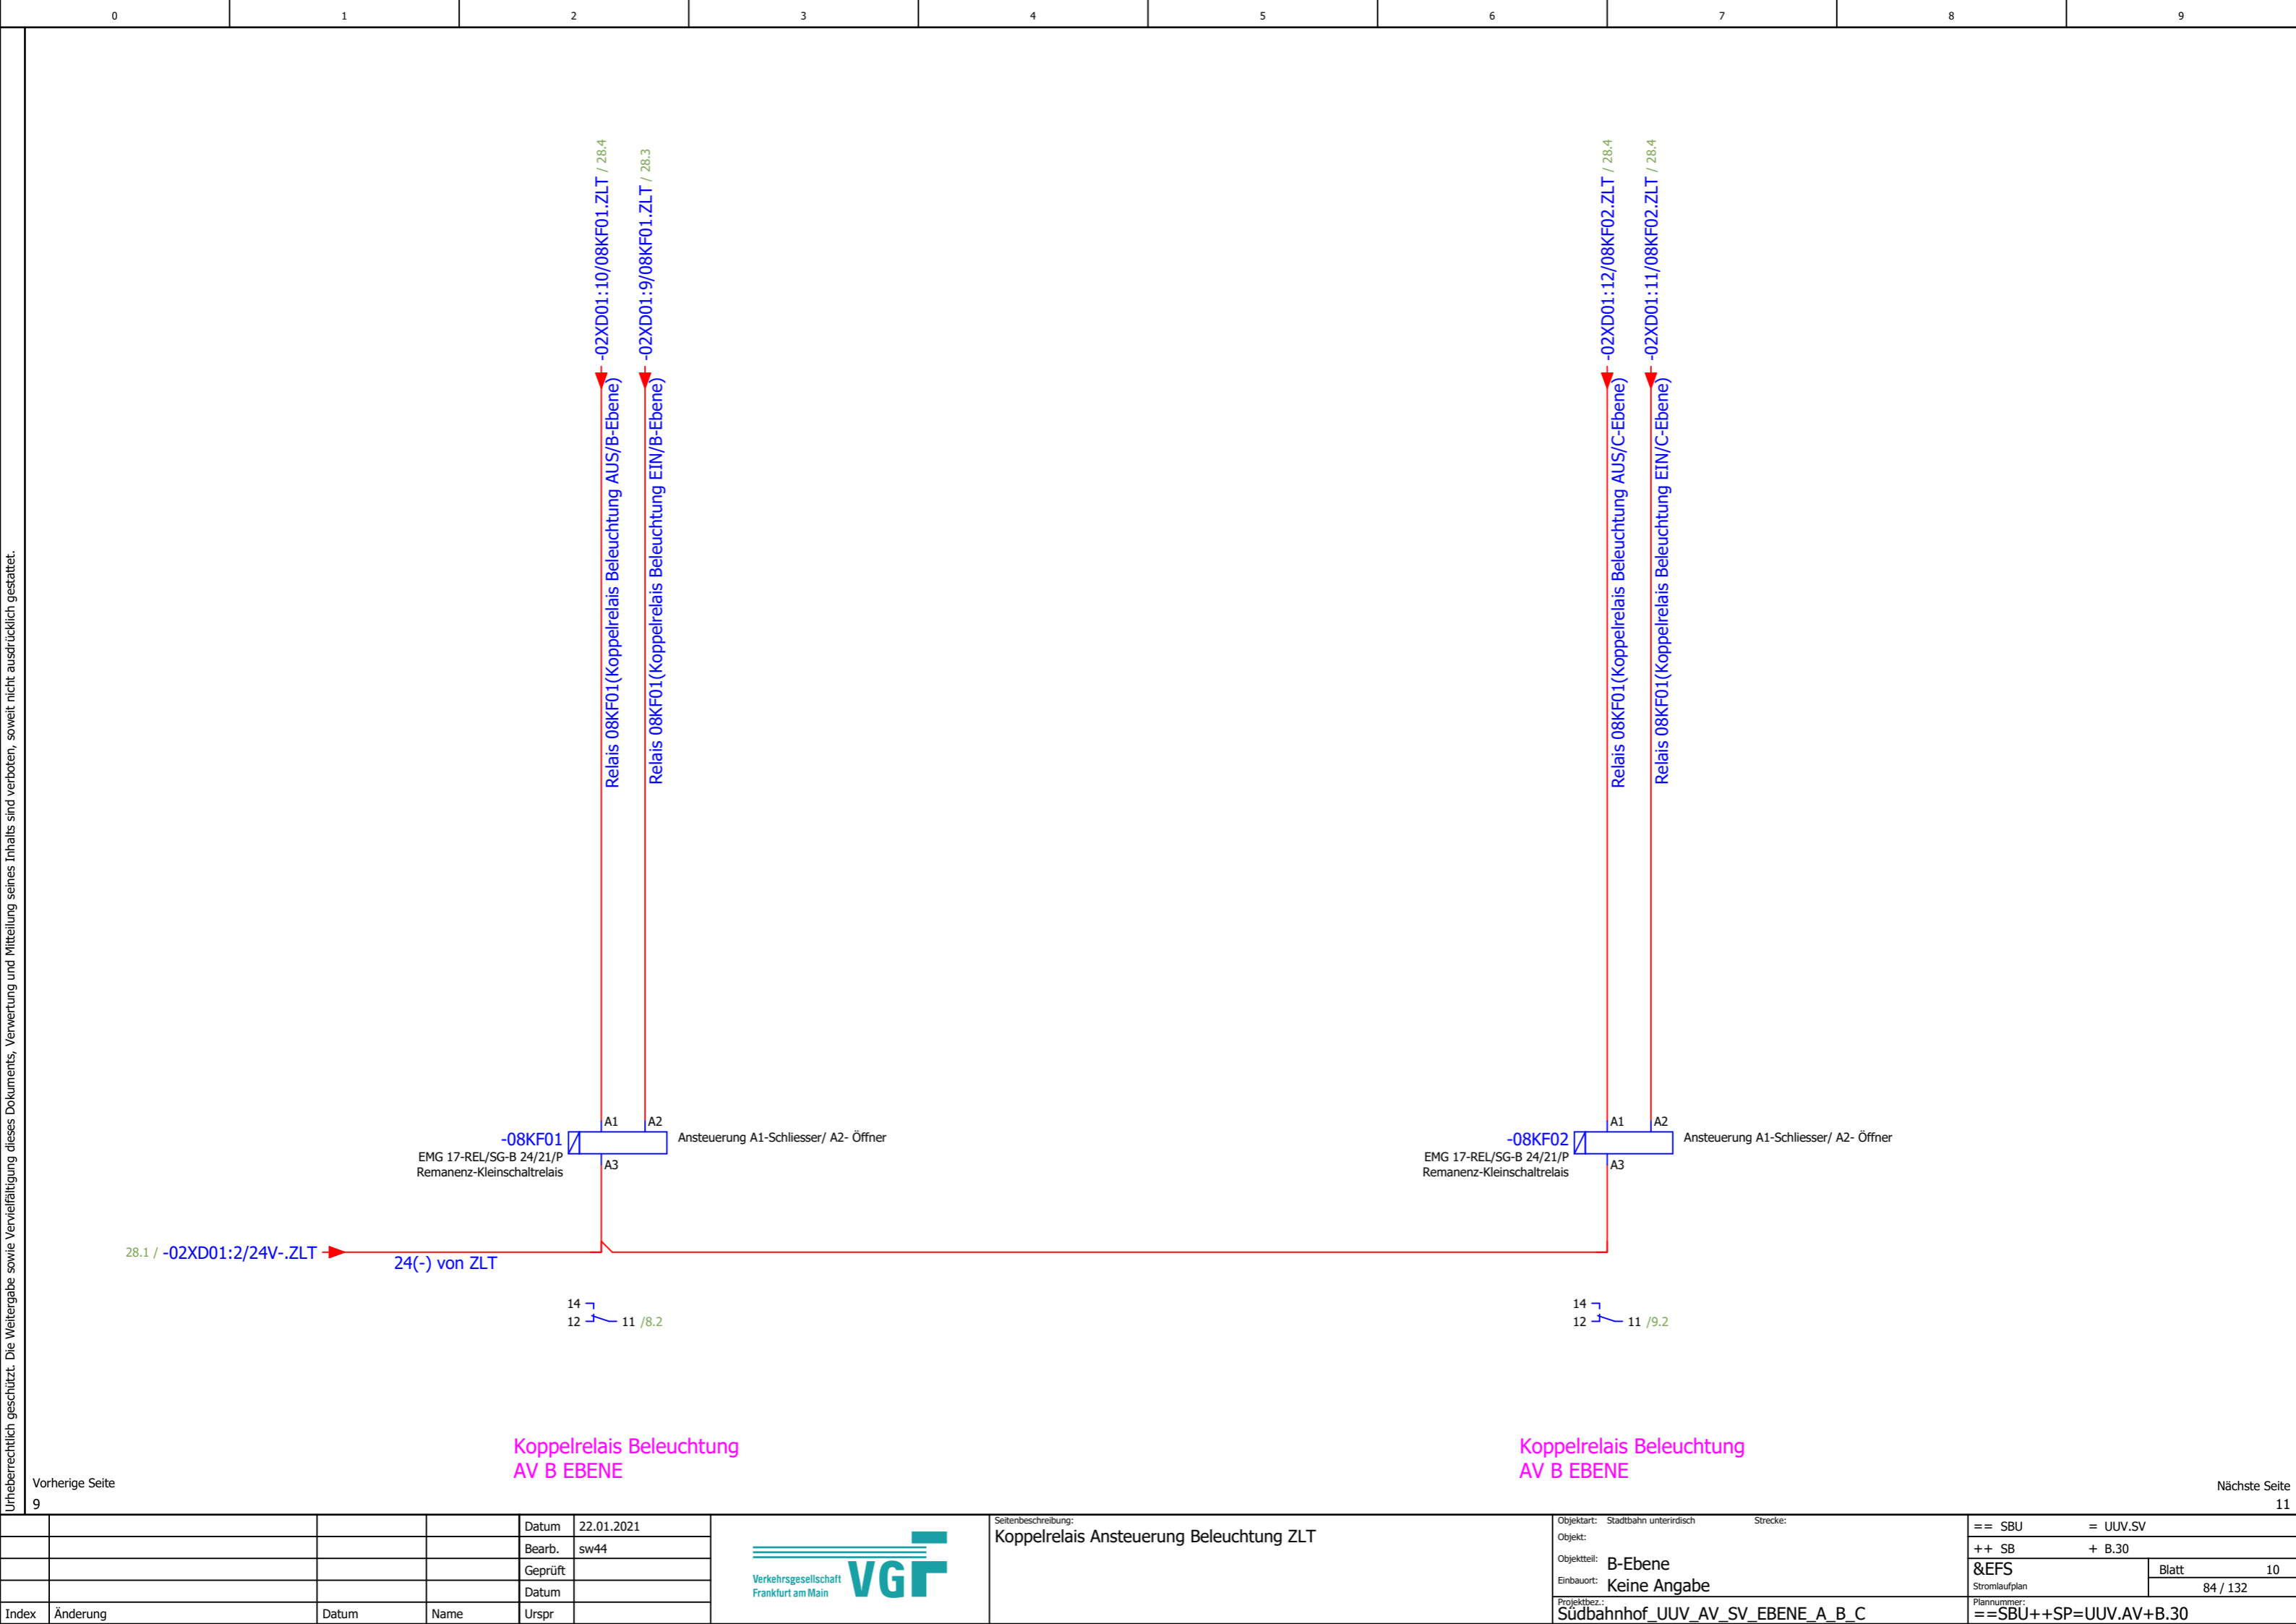 0 1 2 3 4 5 6 7 8 9
-02XD01:10/08KF01.ZLT / 28.4
-02XD01:9/08KF01.ZLT / 28.3
-02XD01:12/08KF02.ZLT / 28.4
-02XD01:11/08KF02.ZLT / 28.4
Relais 08KF01(Koppelrelais Beleuchtung AUS/B-Ebene)
Relais 08KF01(Koppelrelais Beleuchtung EIN/B-Ebene)
Relais 08KF01(Koppelrelais Beleuchtung AUS/C-Ebene)
Relais 08KF01(Koppelrelais Beleuchtung EIN/C-Ebene)
A1 A2
-08KF01
Ansteuerung A1-Schliesser/ A2- Öffner
EMG 17-REL/SG-B 24/21/P
Remanenz-Kleinschaltrelais
A3
A1 A2
-08KF02
Ansteuerung A1-Schliesser/ A2- Öffner
EMG 17-REL/SG-B 24/21/P
Remanenz-Kleinschaltrelais
A3
28.1 / -02XD01:2/24V-.ZLT
24(-) von ZLT
14
12 11 /8.2
14
12 11 /9.2
Koppelrelais Beleuchtung
AV B EBENE
Koppelrelais Beleuchtung
AV B EBENE
Urheberrechtlich geschützt. Die Weitergabe sowie Vervielfältigung dieses Dokuments, Verwertung und Mitteilung seines Inhalts sind verboten, soweit nicht ausdrücklich gestattet.
Vorherige Seite
9
Nächste Seite
11
Datum 22.01.2021
Bearb. sw44
Geprüft
Datum
Index Änderung Datum Name Urspr
Verkehrsgesellschaft
Frankfurt am Main
VGF
Seitenbeschreibung:
Koppelrelais Ansteuerung Beleuchtung ZLT
Objektart: Stadtbahn unterirdisch Strecke:
Objekt:
Objektteil: B-Ebene
Einbauort: Keine Angabe
Projektbez.:
Südbahnhof_UUV_AV_SV_EBENE_A_B_C
== SBU = UUV.SV
++ SB + B.30
&EFS
Stromlaufplan
Blatt 10
84 / 132
Plannummer:
==SBU++SP=UUV.AV+B.30